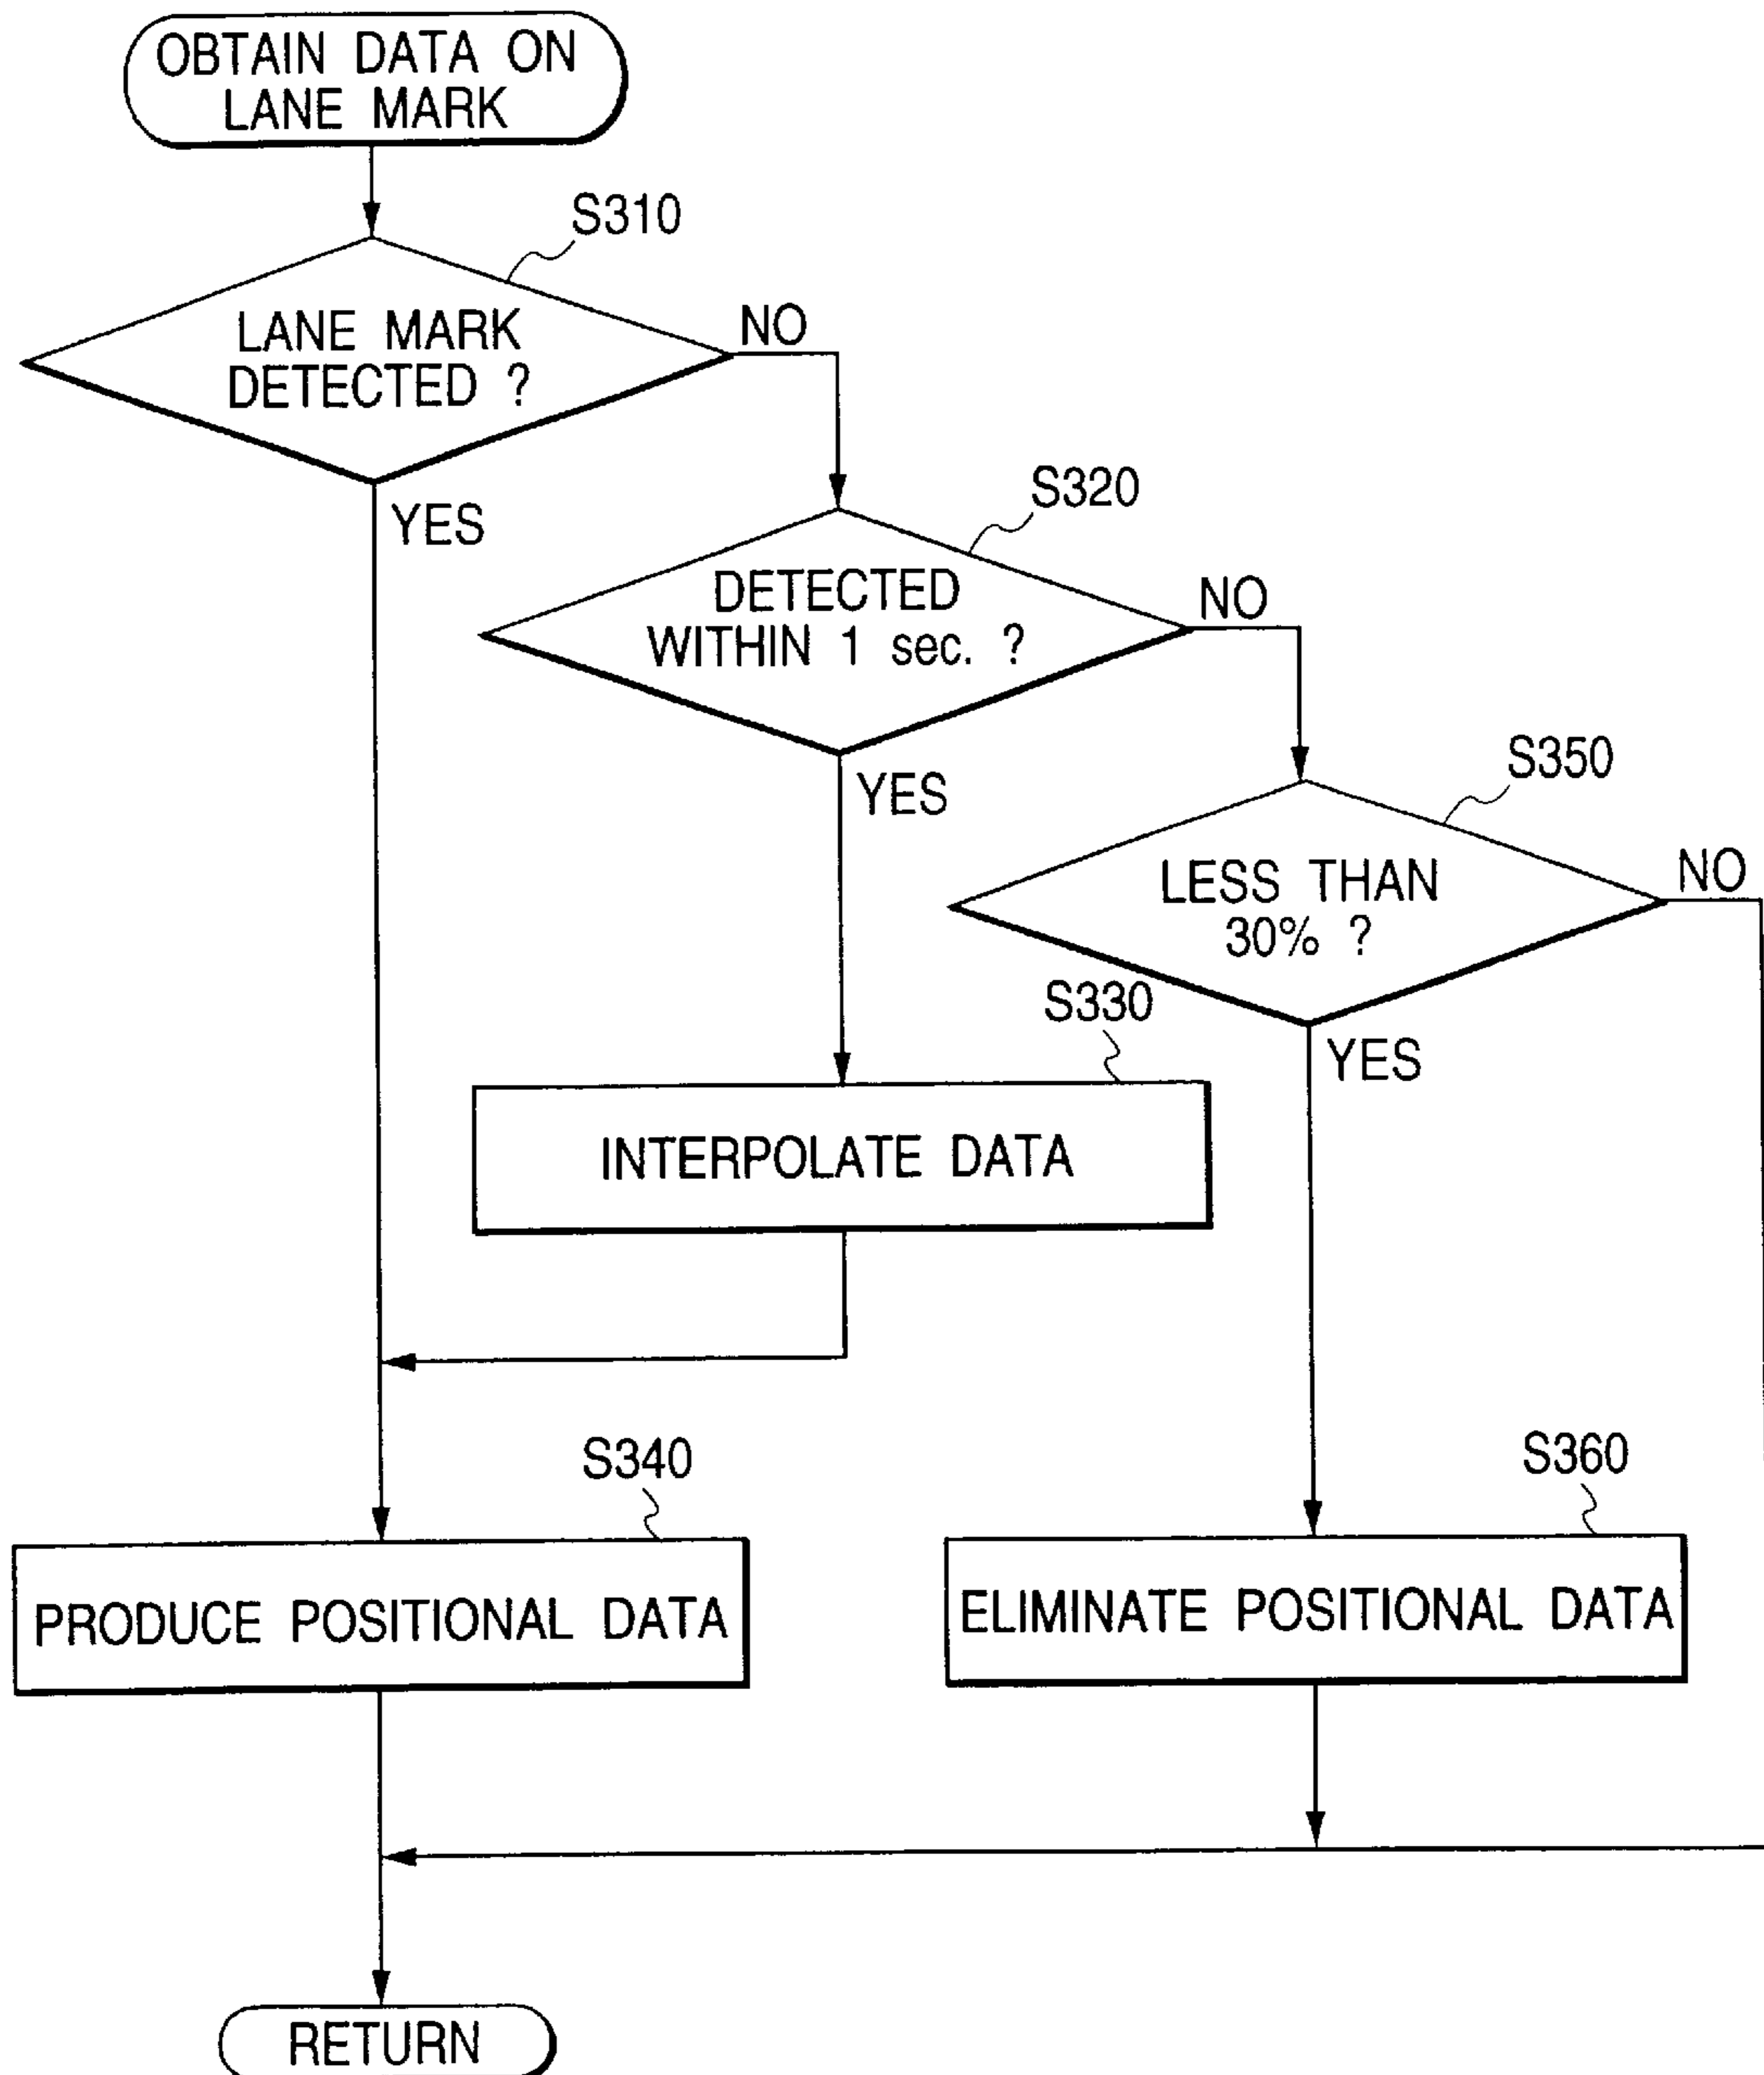 OBTAIN DATA ON
LANE MARK
S310
LANE MARK
DETECTED ?
NO
YES
S320
DETECTED
WITHIN 1 sec. ?
NO
YES
S350
LESS THAN
30% ?
NO
YES
S330
INTERPOLATE DATA
S340
PRODUCE POSITIONAL DATA
S360
ELIMINATE POSITIONAL DATA
RETURN